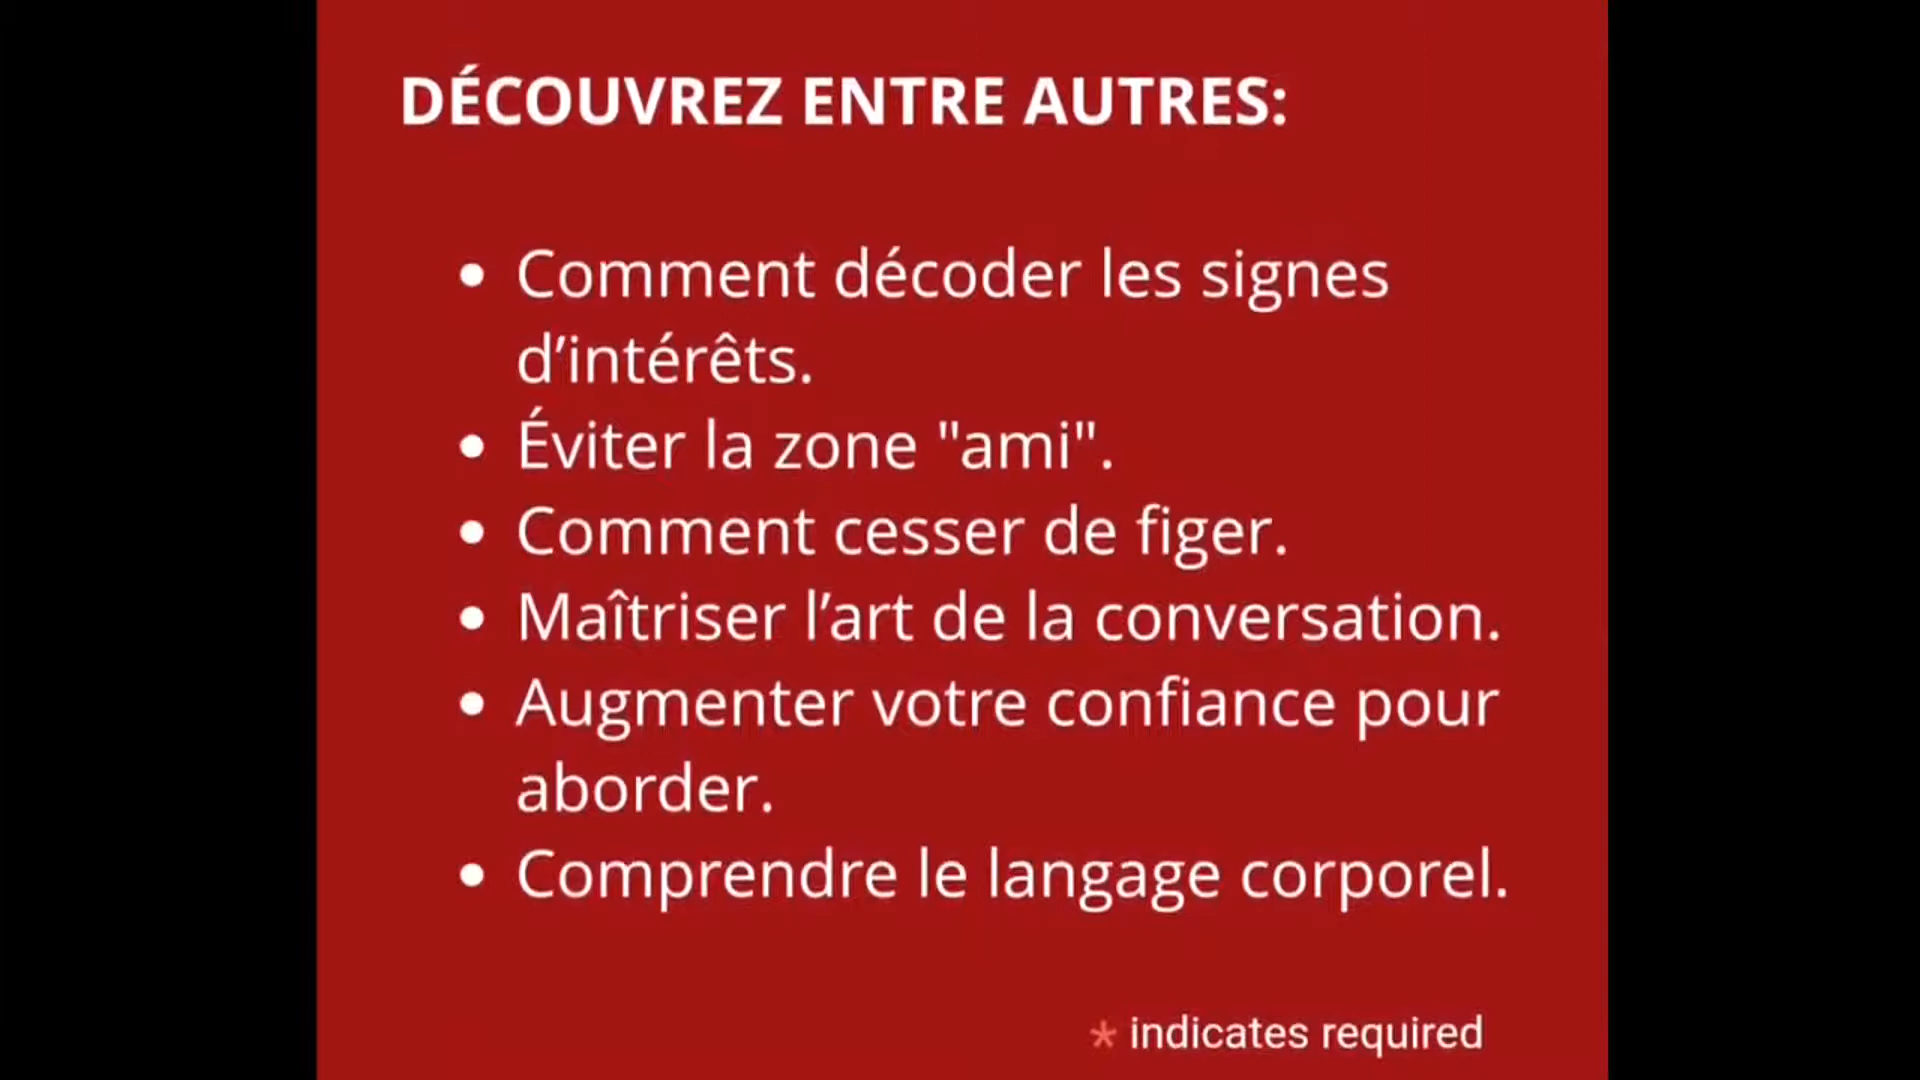 DÉCOUVREZ ENTRE AUTRES:
• Comment décoder les signes
d’intérêts.
• Éviter la zone "ami".
• Comment cesser de figer.
• Maîtriser l’art de la conversation.
• Augmenter votre confiance pour
aborder.
• Comprendre le langage corporel.
* indicates required